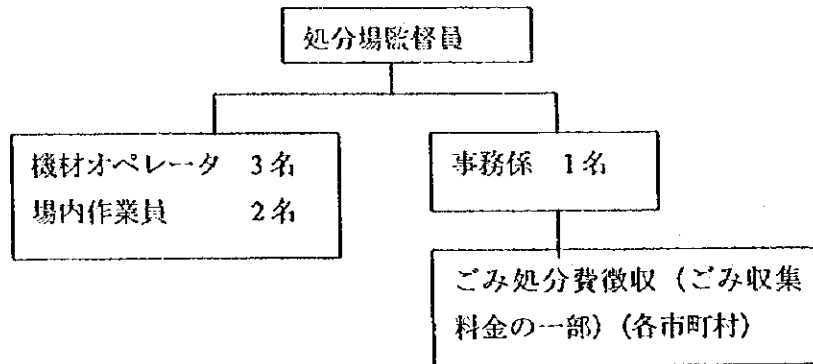 処分場監督員
機材オペレータ 3名
場内作業員 2名
事務係 1名
ごみ処分費徴収(ごみ収集
料金の一部)(各市町村)